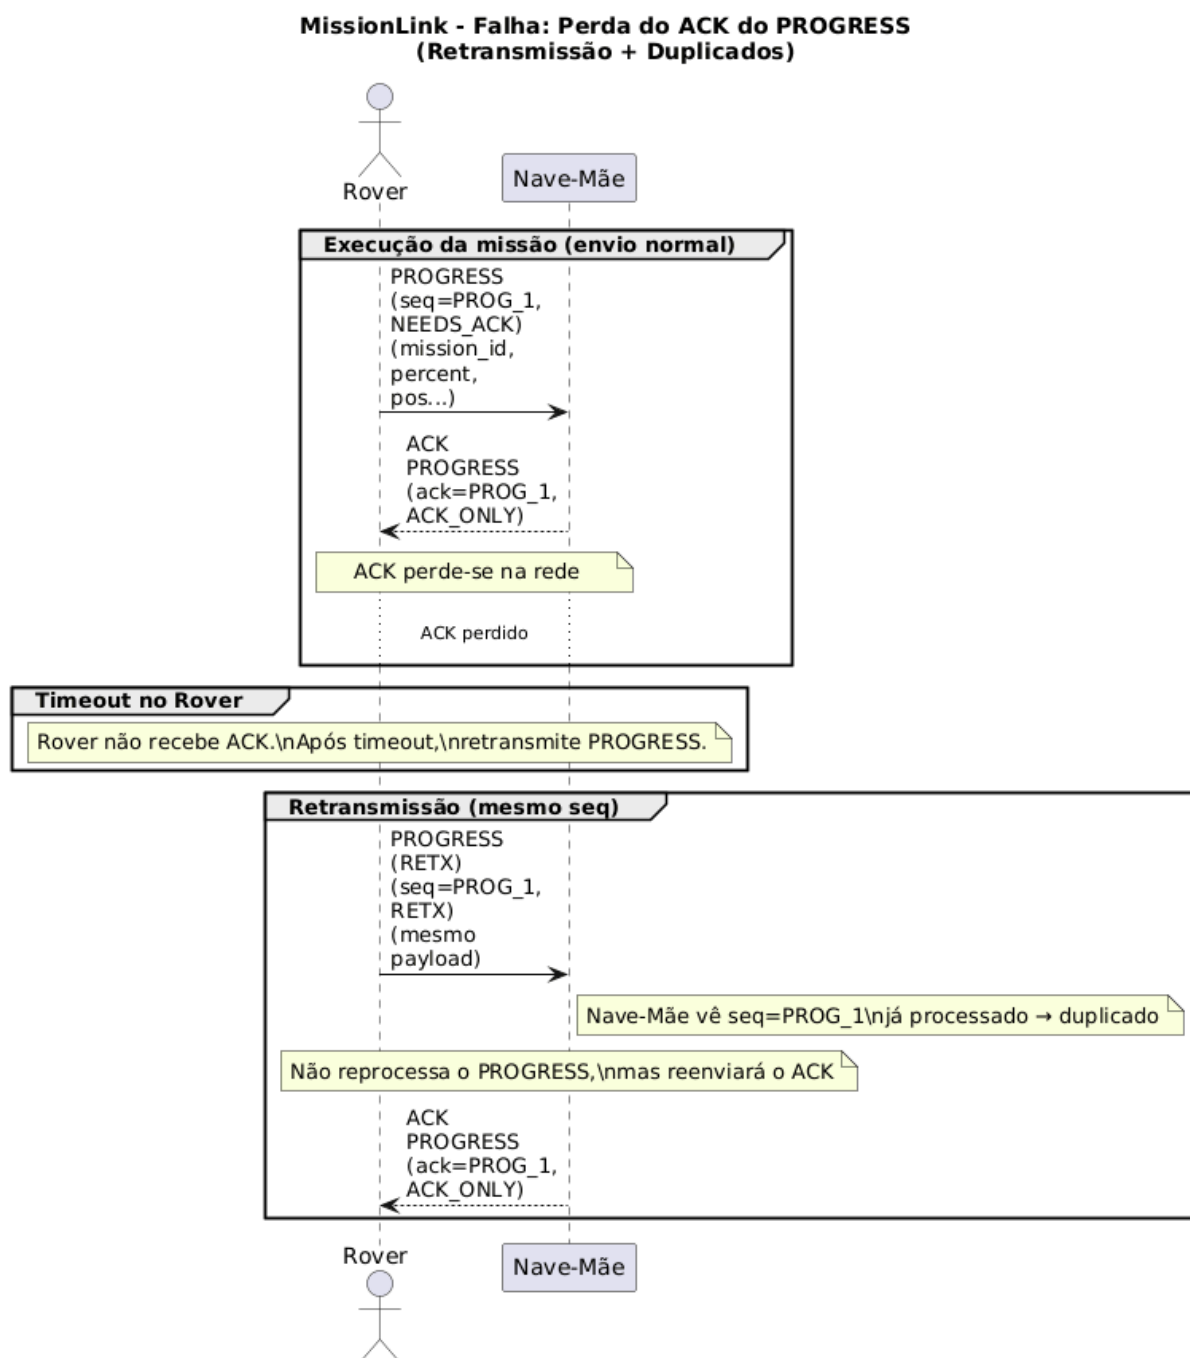 MissionLink - Falha: Perda do ACK do PROGRESS
(Retransmissão + Duplicados)
Rover
Nave-Mãe
Execução da missão (envio normal)
PROGRESS
(seq=PROG_1,
NEEDS_ACK)
(mission_id,
percent,
pos...)
ACK
PROGRESS
(ack=PROG_1,
ACK_ONLY)
ACK perde-se na rede
ACK perdido
Timeout no Rover
Rover não recebe ACK.\nApós timeout,\nretransmite PROGRESS.
Retransmissão (mesmo seq)
PROGRESS
(RETX)
(seq=PROG_1,
RETX)
(mesmo
payload)
Nave-Mãe vê seq=PROG_1\njá processado → duplicado
Não reprocessa o PROGRESS,\nmas reenviará o ACK
ACK
PROGRESS
(ack=PROG_1,
ACK_ONLY)
Rover
Nave-Mãe